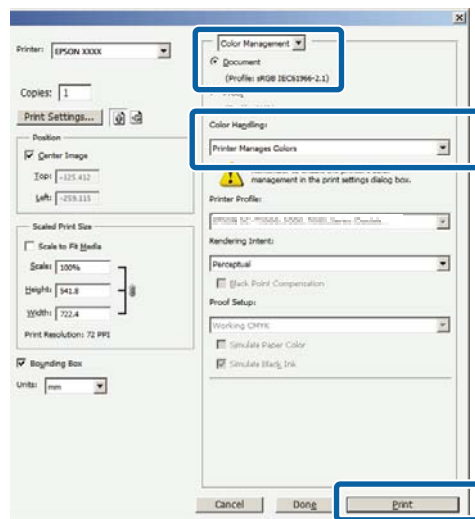 Printer: EPSON XXXX
Copies: 1
Print Settings...
Position
Center Image
Top: -125.412
Left: -259.115
Scaled Print Size
Scale to Fit Media
Scale: 100%
Height: 541.8
Width: 722.4
Print Resolution: 72 PPI
Bounding Box
Units: mm
Color Management
Document
(Profile: sRGB IEC61966-2.1)
Color Handling:
Printer Manages Colors
management in the print settings dialog box.
Printer Profile:
Rendering Intent:
Perceptual
Black Point Compensation
Proof Setup:
Working CMYK
Simulate Paper Color
Simulate Black Ink
Cancel
Done
Print